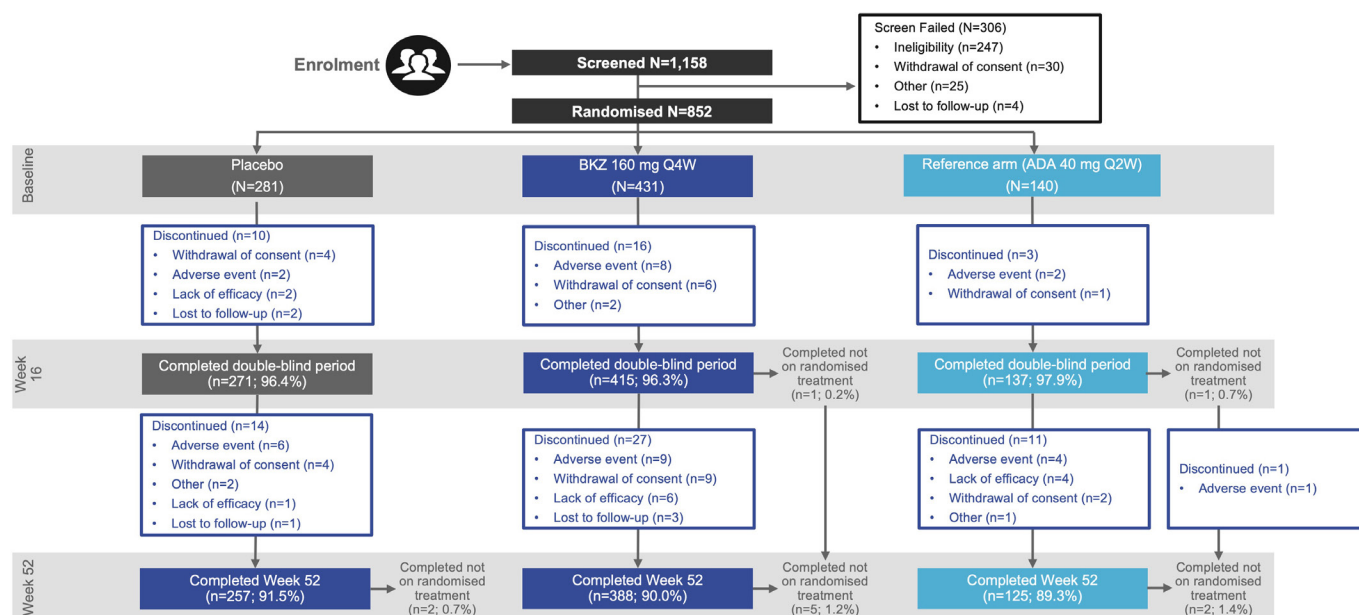 Enrolment
Screened N=1,158
Screen Failed (N=306)
• Ineligibility (n=247)
• Withdrawal of consent (n=30)
• Other (n=25)
• Lost to follow-up (n=4)
Randomised N=852
Baseline
Placebo
(N=281)
BKZ 160 mg Q4W
(N=431)
Reference arm (ADA 40 mg Q2W)
(N=140)
Discontinued (n=10)
• Withdrawal of consent (n=4)
• Adverse event (n=2)
• Lack of efficacy (n=2)
• Lost to follow-up (n=2)
Discontinued (n=16)
• Adverse event (n=8)
• Withdrawal of consent (n=6)
• Other (n=2)
Discontinued (n=3)
• Adverse event (n=2)
• Withdrawal of consent (n=1)
Week
16
Completed double-blind period
(n=271; 96.4%)
Completed double-blind period
(n=415; 96.3%)
Completed not
on randomised
treatment
(n=1; 0.2%)
Completed double-blind period
(n=137; 97.9%)
Completed not
on randomised
treatment
(n=1; 0.7%)
Discontinued (n=14)
• Adverse event (n=6)
• Withdrawal of consent (n=4)
• Other (n=2)
• Lack of efficacy (n=1)
• Lost to follow-up (n=1)
Discontinued (n=27)
• Adverse event (n=9)
• Withdrawal of consent (n=9)
• Lack of efficacy (n=6)
• Lost to follow-up (n=3)
Discontinued (n=11)
• Adverse event (n=4)
• Lack of efficacy (n=4)
• Withdrawal of consent (n=2)
• Other (n=1)
Discontinued (n=1)
• Adverse event (n=1)
Week 52
Completed Week 52
(n=257; 91.5%)
Completed not
on randomised
treatment
(n=2; 0.7%)
Completed Week 52
(n=388; 90.0%)
Completed not
on randomised
treatment
(n=5; 1.2%)
Completed Week 52
(n=125; 89.3%)
Completed not
on randomised
treatment
(n=2; 1.4%)